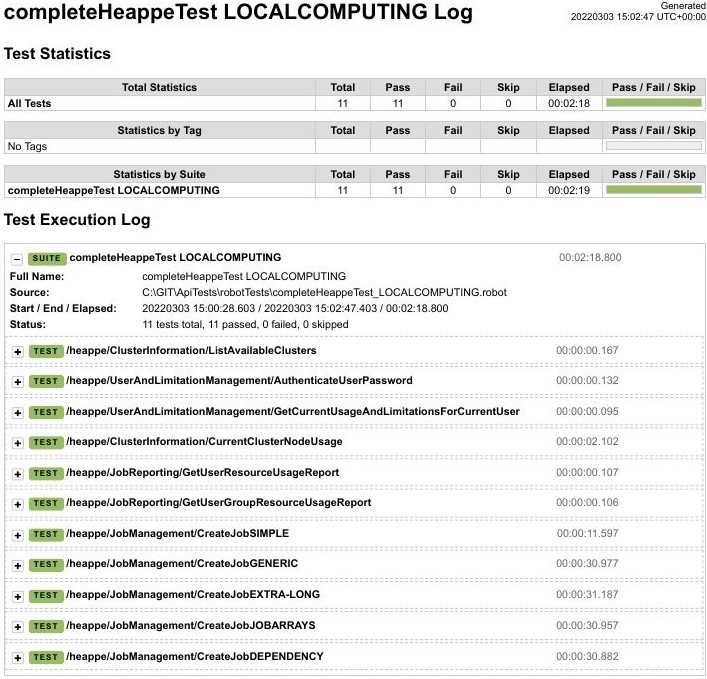 completeHeappeTest LOCALCOMPUTING Log
Generated
20220303 15:02:47 UTC+00:00
Test Statistics
Total Statistics Total Pass Fail Skip Elapsed Pass / Fail / Skip
All Tests 11 11 0 0 00:02:18
Statistics by Tag Total Pass Fail Skip Elapsed Pass / Fail / Skip
No Tags
Statistics by Suite Total Pass Fail Skip Elapsed Pass / Fail / Skip
completeHeappeTest LOCALCOMPUTING 11 11 0 0 00:02:19
Test Execution Log
− SUITE completeHeappeTest LOCALCOMPUTING 00:02:18.800
Full Name: completeHeappeTest LOCALCOMPUTING
Source: C:\GIT\ApiTests\robotTests\completeHeappeTest_LOCALCOMPUTING.robot
Start / End / Elapsed: 20220303 15:00:28.603 / 20220303 15:02:47.403 / 00:02:18.800
Status: 11 tests total, 11 passed, 0 failed, 0 skipped
+ TEST /heappe/ClusterInformation/ListAvailableClusters 00:00:00.167
+ TEST /heappe/UserAndLimitationManagement/AuthenticateUserPassword 00:00:00.132
+ TEST /heappe/UserAndLimitationManagement/GetCurrentUsageAndLimitationsForCurrentUser 00:00:00.095
+ TEST /heappe/ClusterInformation/CurrentClusterNodeUsage 00:00:02.102
+ TEST /heappe/JobReporting/GetUserResourceUsageReport 00:00:00.107
+ TEST /heappe/JobReporting/GetUserGroupResourceUsageReport 00:00:00.106
+ TEST /heappe/JobManagement/CreateJobSIMPLE 00:00:11.597
+ TEST /heappe/JobManagement/CreateJobGENERIC 00:00:30.977
+ TEST /heappe/JobManagement/CreateJobEXTRA-LONG 00:00:31.187
+ TEST /heappe/JobManagement/CreateJobJOBARRAYS 00:00:30.957
+ TEST /heappe/JobManagement/CreateJobDEPENDENCY 00:00:30.882